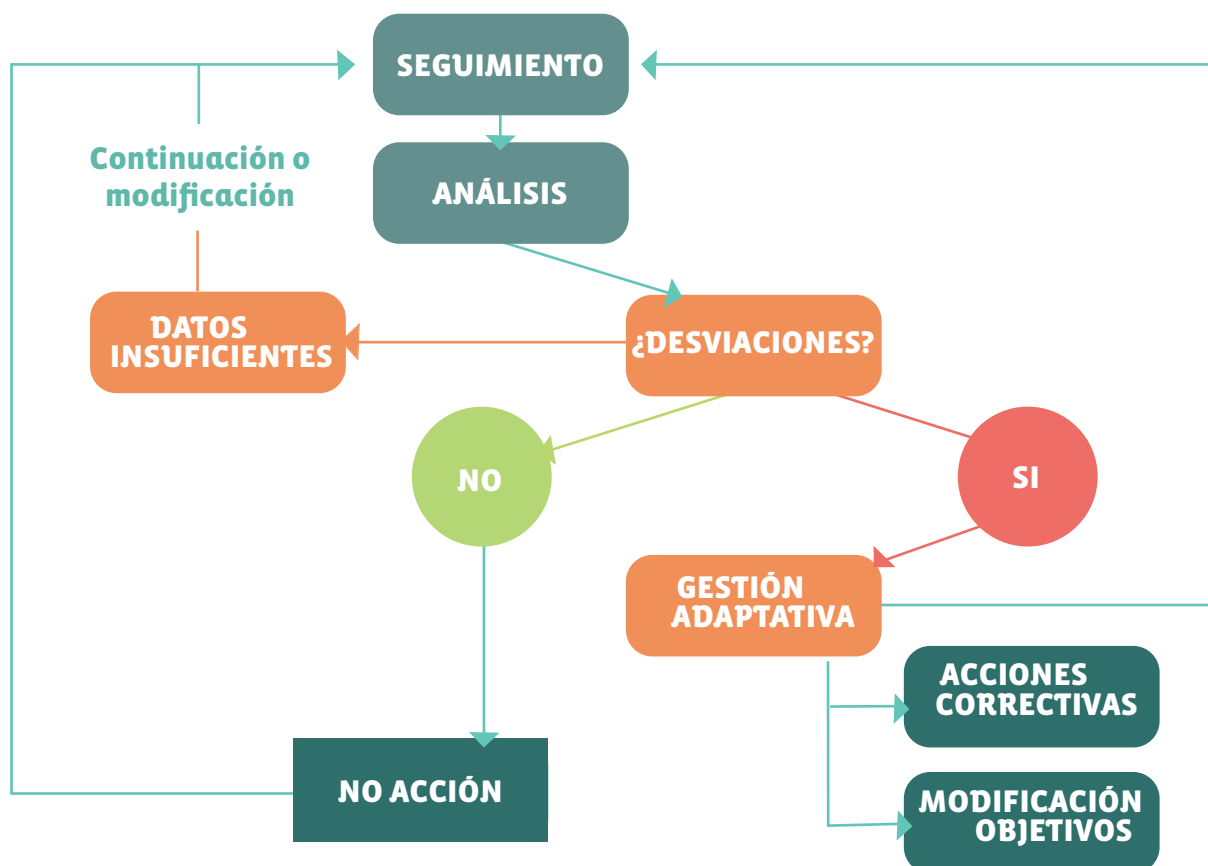 SEGUIMIENTO
Continuación o
modificación
ANÁLISIS
DATOS
INSUFICIENTES
¿DESVIACIONES?
NO
SI
GESTIÓN
ADAPTATIVA
ACCIONES
CORRECTIVAS
NO ACCIÓN
MODIFICACIÓN
OBJETIVOS